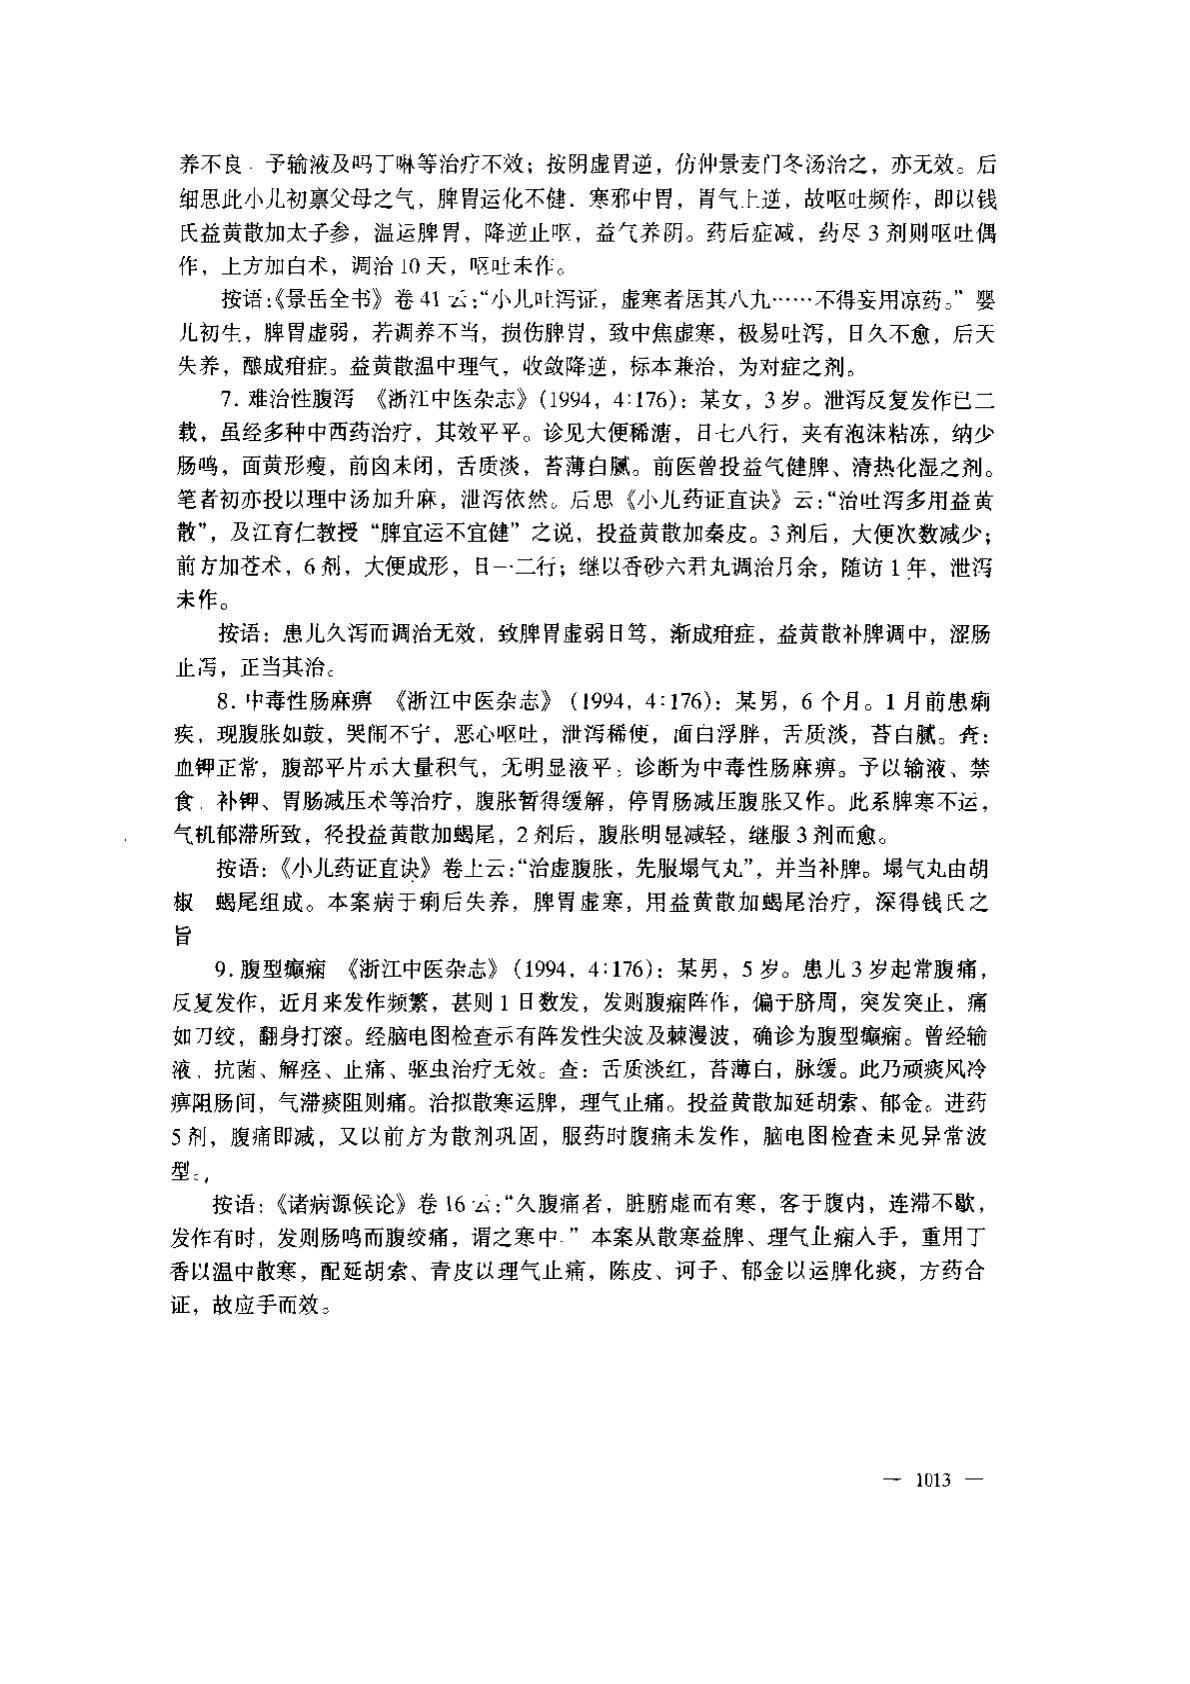 养不良．予输液及吗丁啉等治疗不效；按阴虚胃逆，仿仲景麦门冬汤治之，亦无效。后
细思此小儿初禀父母之气，脾胃运化不健．寒邪中胃，胃气上逆，故呕吐频作，即以钱
氏益黄散加太子参，温运脾胃，降逆止呕，益气养阴。药后症减，药尽 3 剂则呕吐偶
作，上方加白术，调治 10 天，呕吐未作。
按语：《景岳全书》卷 41 云：“小儿吐泻证，虚寒者居其八九……不得妄用凉药。” 婴
儿初生，脾胃虚弱，若调养不当，损伤脾胃，致中焦虚寒，极易吐泻，日久不愈，后天
失养，酿成疳症。益黄散温中理气，收敛降逆，标本兼治，为对症之剂。
7. 难治性腹泻 《浙江中医杂志》（1994，4∶176）：某女，3 岁。泄泻反复发作已二
载，虽经多种中西药治疗，其效平平。诊见大便稀溏，日七八行，夹有泡沫粘冻，纳少
肠鸣，面黄形瘦，前囟未闭，舌质淡，苔薄白腻。前医曾投益气健脾、清热化湿之剂。
笔者初亦投以理中汤加升麻，泄泻依然。后思《小儿药证直诀》云：“治吐泻多用益黄
散”，及江育仁教授“脾宜运不宜健”之说，投益黄散加秦皮。3 剂后，大便次数减少；
前方加苍术，6 剂，大便成形，日一二行；继以香砂六君丸调治月余，随访 1 年，泄泻
未作。
按语：患儿久泻而调治无效，致脾胃虚弱日笃，渐成疳症，益黄散补脾调中，涩肠
止泻，正当其治。
8. 中毒性肠麻痹 《浙江中医杂志》（1994，4∶176）：某男，6 个月。1 月前患痢
疾，现腹胀如鼓，哭闹不宁，恶心呕吐，泄泻稀便，面白浮胖，舌质淡，苔白腻。查：
血钾正常，腹部平片示大量积气，无明显液平；诊断为中毒性肠麻痹。予以输液、禁
食．补钾、胃肠减压术等治疗，腹胀暂得缓解，停胃肠减压腹胀又作。此系脾寒不运，
气机郁滞所致，径投益黄散加蝎尾，2 剂后，腹胀明显减轻，继服 3 剂而愈。
按语：《小儿药证直诀》卷上云：“治虚腹胀，先服塌气丸”，并当补脾。塌气丸由胡
椒 蝎尾组成。本案病于痢后失养，脾胃虚寒，用益黄散加蝎尾治疗，深得钱氏之
旨
9. 腹型癫痫 《浙江中医杂志》（1994，4∶176）：某男，5 岁。患儿 3 岁起常腹痛，
反复发作，近月来发作频繁，甚则 1 日数发，发则腹痛阵作，偏于脐周，突发突止，痛
如刀绞，翻身打滚。经脑电图检查示有阵发性尖波及棘漫波，确诊为腹型癫痫。曾经输
液、抗菌、解痉、止痛、驱虫治疗无效。查：舌质淡红，苔薄白，脉缓。此乃顽痰风冷
痹阻肠间，气滞痰阻则痛。治拟散寒运脾，理气止痛。投益黄散加延胡索、郁金。进药
5 剂，腹痛即减，又以前方为散剂巩固，服药时腹痛未发作，脑电图检查未见异常波
型。
按语：《诸病源候论》卷 16 云：“久腹痛者，脏腑虚而有寒，客于腹内，连滞不歇，
发作有时，发则肠鸣而腹绞痛，谓之寒中．” 本案从散寒益脾、理气止痛入手，重用丁
香以温中散寒，配延胡索、青皮以理气止痛，陈皮、诃子、郁金以运脾化痰，方药合
证，故应手而效。
— 1013 —